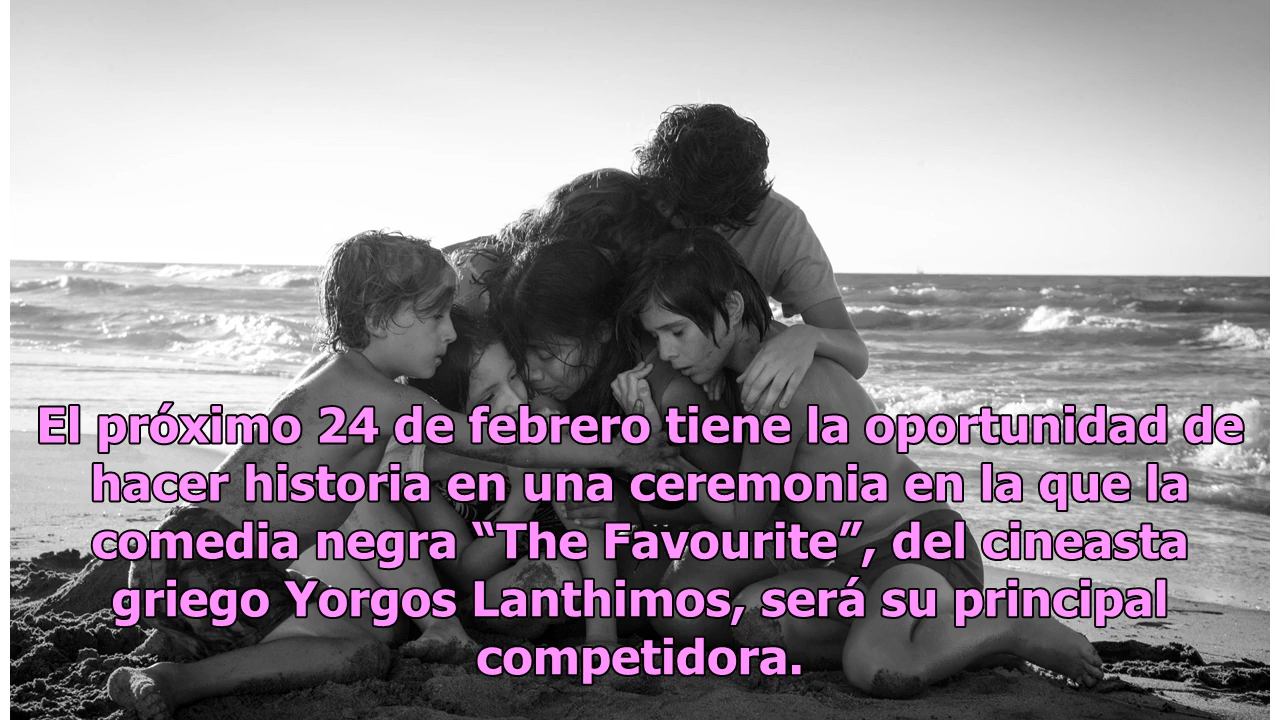 El próximo 24 de febrero tiene la oportunidad de
hacer historia en una ceremonia en la que la
comedia negra “The Favourite”, del cineasta
griego Yorgos Lanthimos, será su principal
competidora.